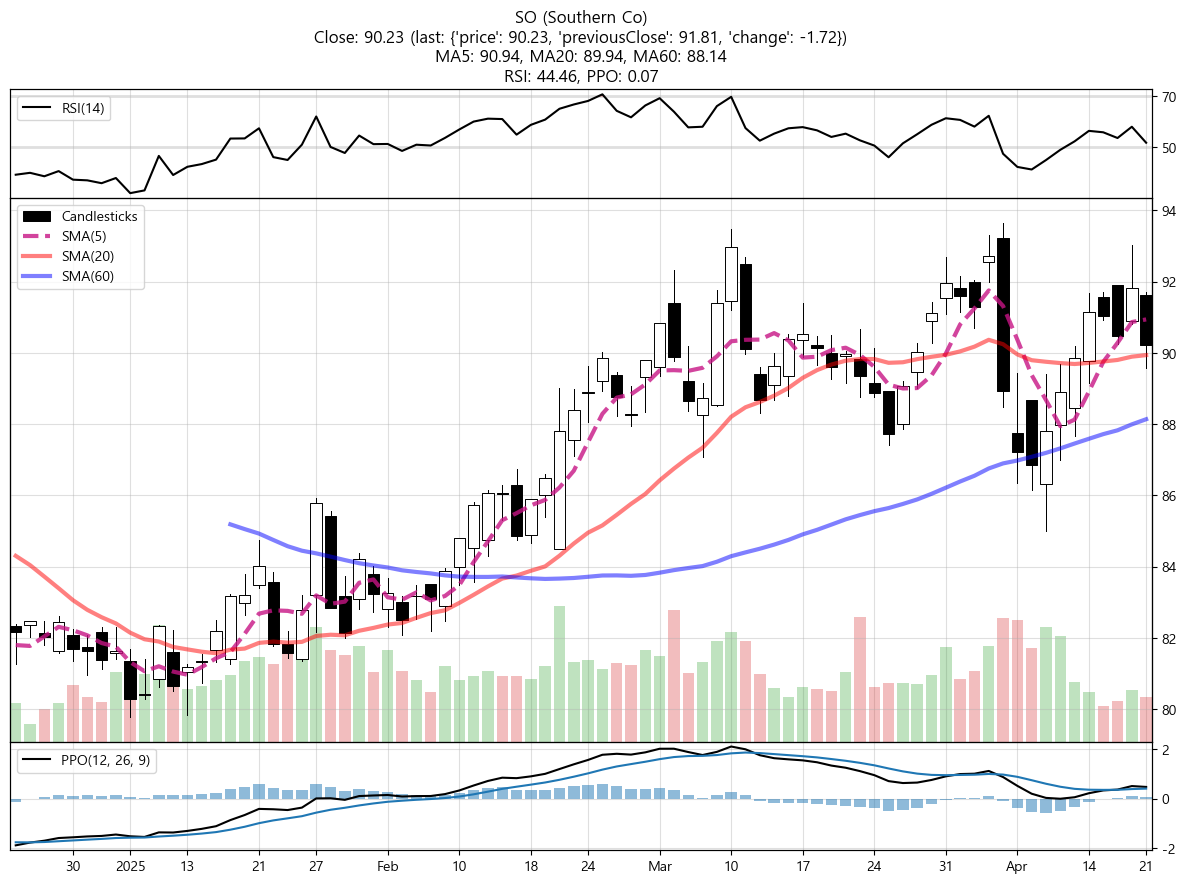 SO (Southern Co)
Close: 90.23 (last: {'price': 90.23, 'previousClose': 91.81, 'change': -1.72})
MA5: 90.94, MA20: 89.94, MA60: 88.14
RSI: 44.46, PPO: 0.07
RSI(14)
70
50
Candlesticks
SMA(5)
SMA(20)
SMA(60)
94
92
90
88
86
84
82
80
PPO(12, 26, 9)
2
0
-2
30 2025 13 21 27 Feb 10 18 24 Mar 10 17 24 31 Apr 14 21